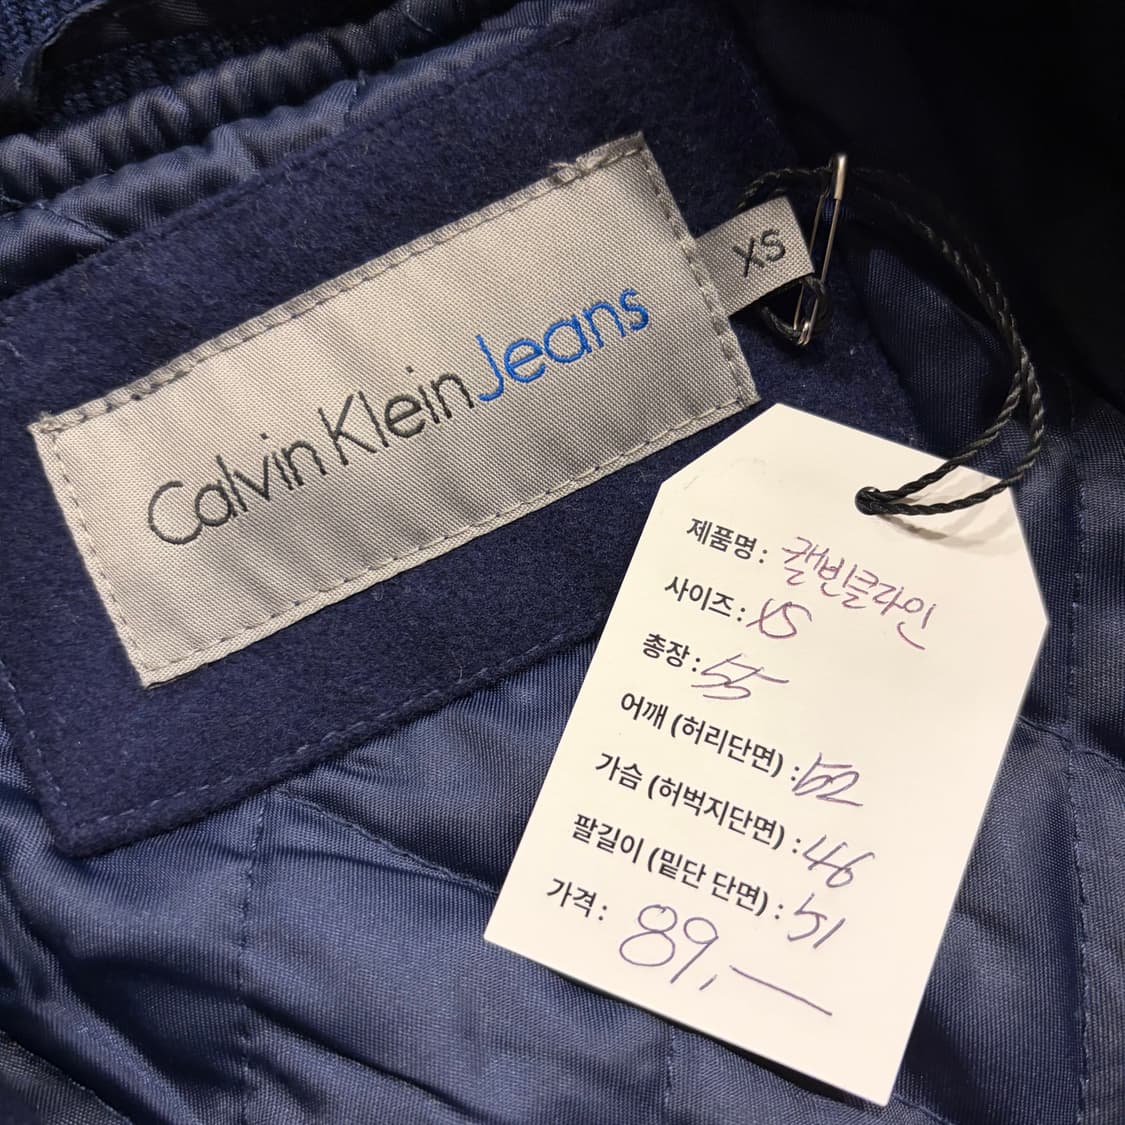 Calvin Klein Jeans
XS
제품명: 캘빈클라인
사이즈: XS
총장: 55
어깨 (허리단면) : 52
가슴 (허벅지단면) : 46
팔길이 (밑단 단면) : 51
가격: 89,—